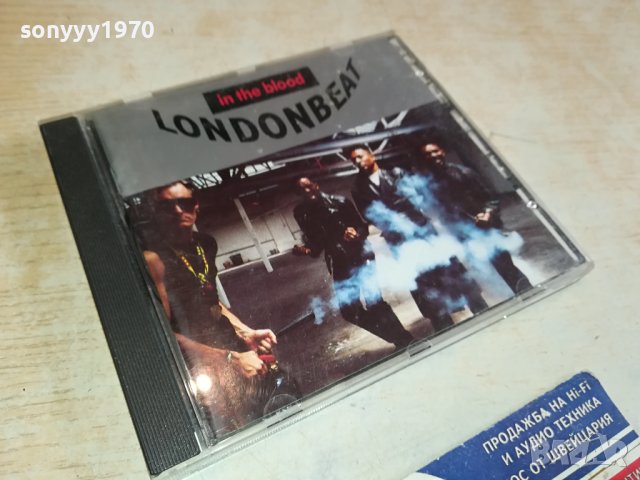 sonyyy1970
in the blood
LONDONBEAT
ПРОДАЖБА НА Hi-Fi
И АУДИО ТЕХНИКА
ОС ОТ ШВЕЙЦАРИЯ